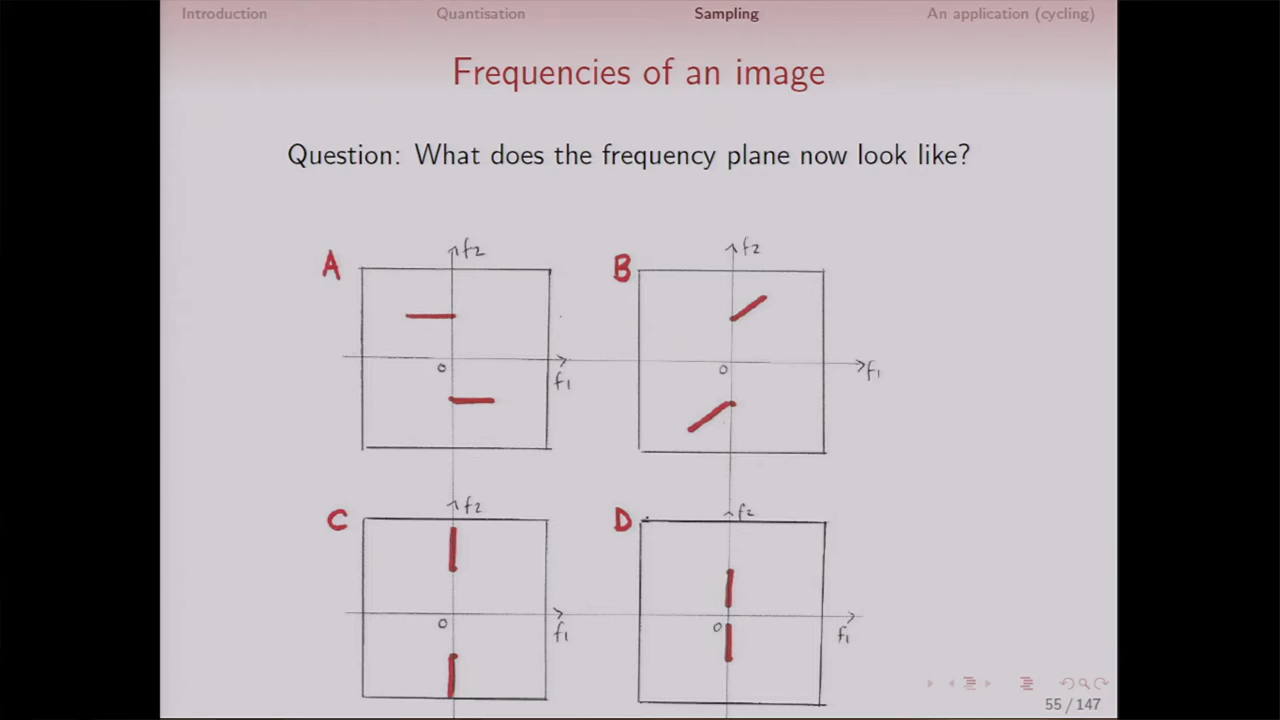 Introduction Quantisation Sampling An application (cycling)
Frequencies of an image
Question: What does the frequency plane now look like?
A f2 B f2
0 f1 0 f1
C f2 D f2
0 f1 0 f1
55 / 147